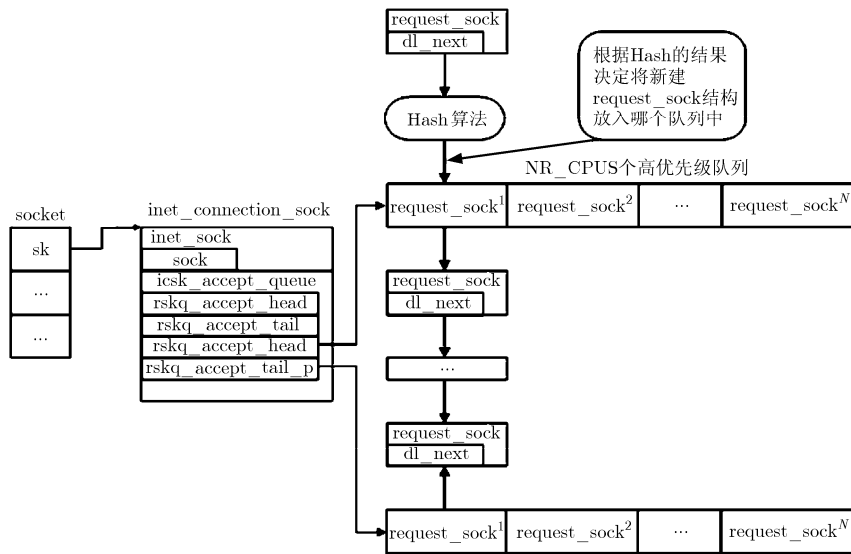 request_sock
dl_next
根据Hash的结果
决定将新建
request_sock结构
放入哪个队列中
Hash算法
NR_CPUS个高优先级队列
request_sock¹
request_sock²
...
request_sockᴺ
socket
sk
...
...
inet_connection_sock
inet_sock
sock
icsk_accept_queue
rskq_accept_head
rskq_accept_tail
rskq_accept_head
rskq_accept_tail_p
request_sock
dl_next
...
request_sock
dl_next
request_sock¹
request_sock²
...
request_sockᴺ